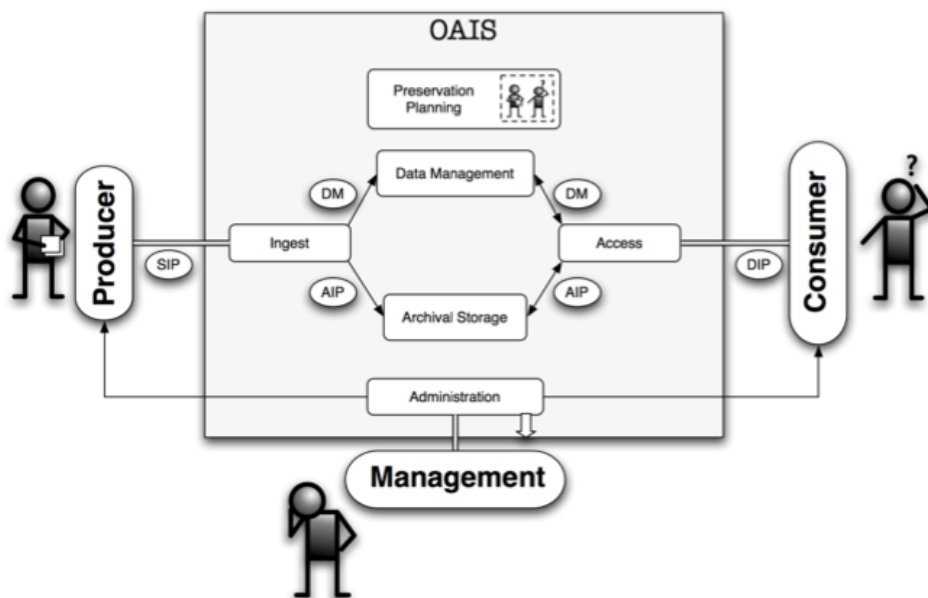 OAIS
Preservation
Planning
?
Data Management
DM
DM
?
Producer
Ingest
Access
Consumer
SIP
DIP
AIP
AIP
Archival Storage
Administration
Management